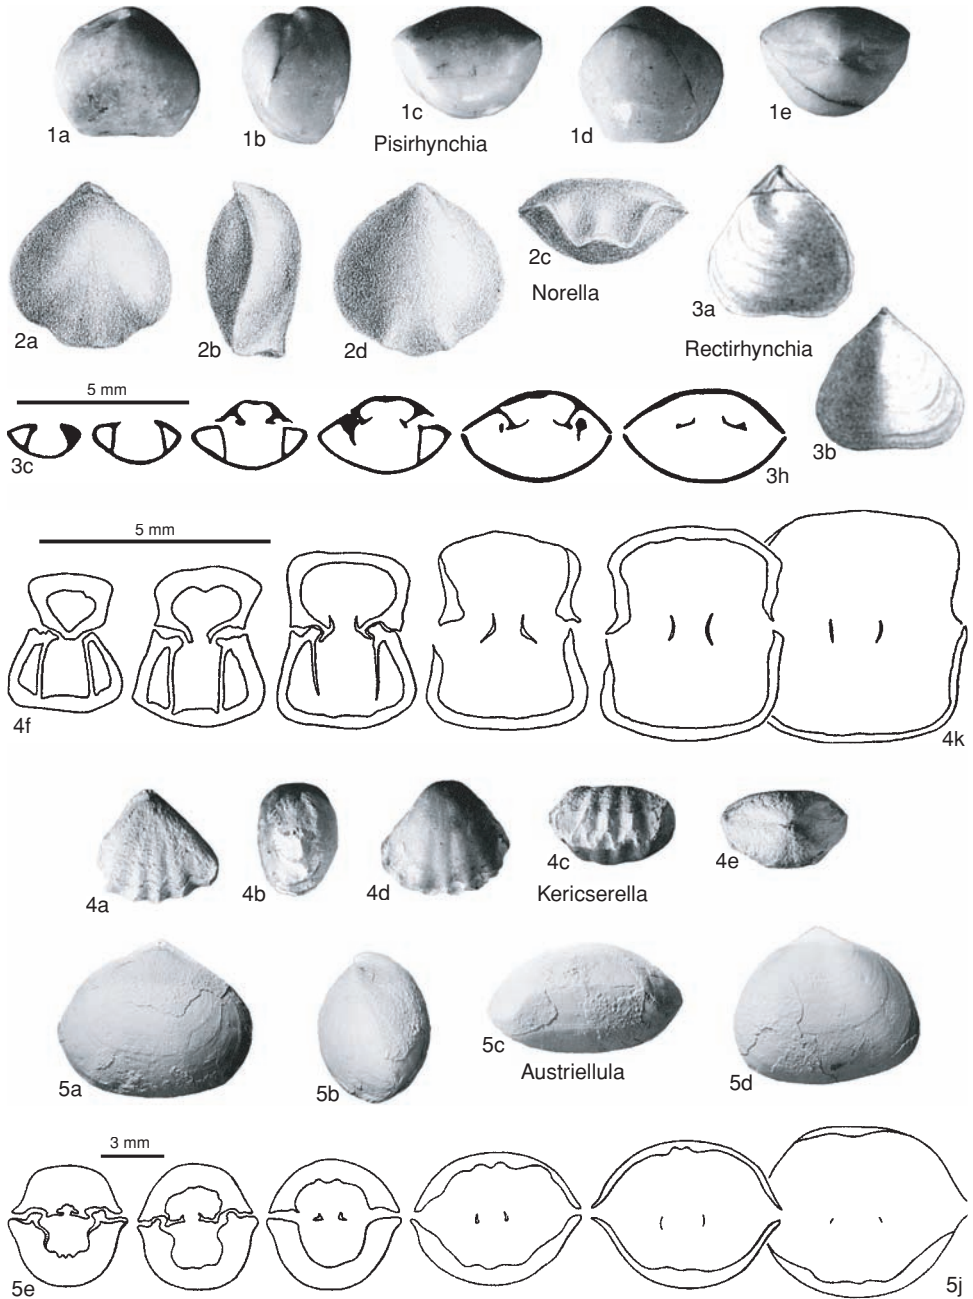 1a
1b
1c
1d
1e
Pisirhynchia
2a
2b
2d
2c
Norella
3a
Rectirhynchia
3b
5 mm
3c
3h
5 mm
4f
4k
4a
4b
4d
4c
4e
Kericserella
5a
5b
5c
5d
Austriellula
3 mm
5e
5j